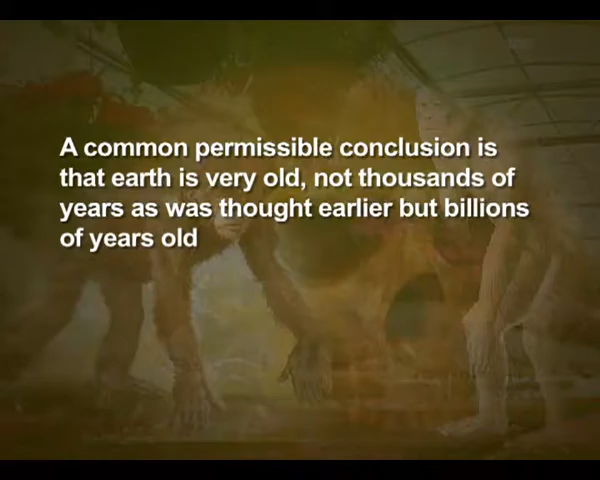 A common permissible conclusion is
that earth is very old, not thousands of
years as was thought earlier but billions
of years old